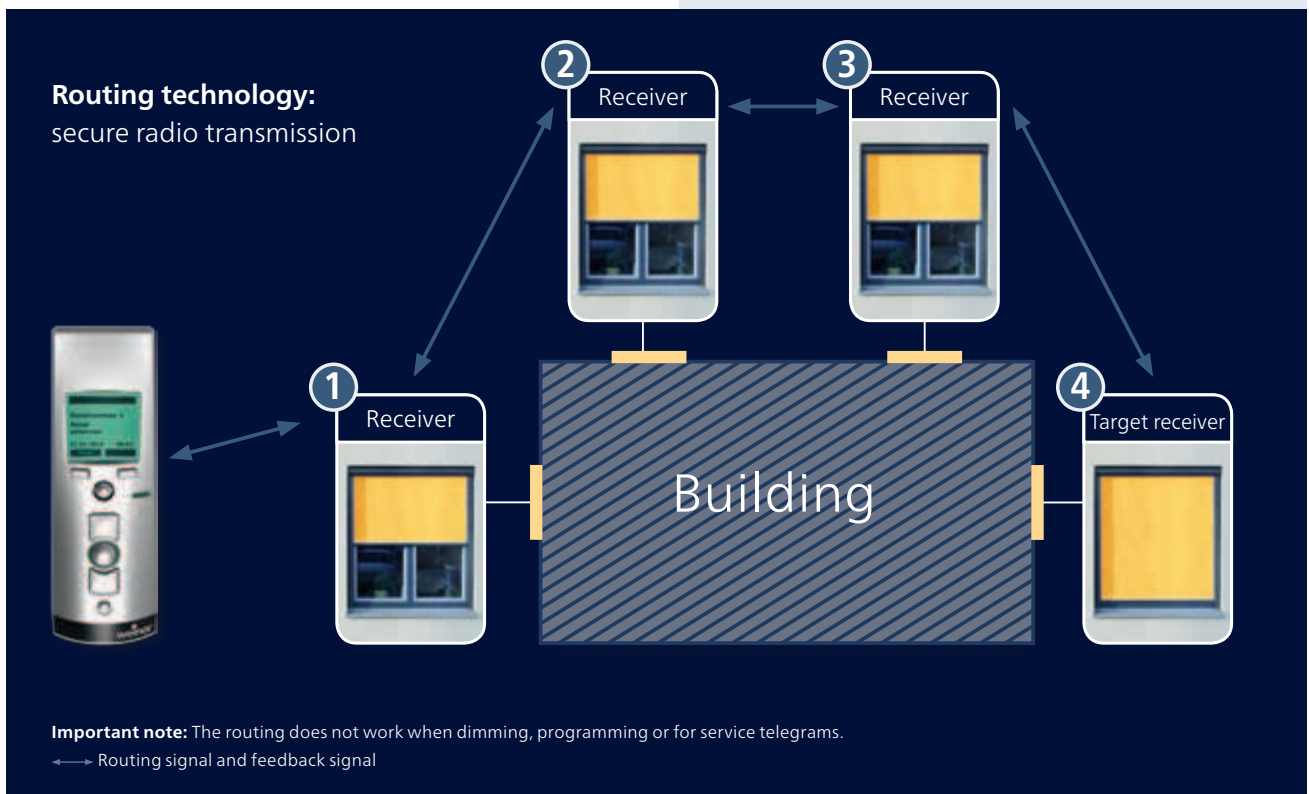 Routing technology:
secure radio transmission
2
Receiver
3
Receiver
1
Receiver
4
Target receiver
Building
weinor
Important note: The routing does not work when dimming, programming or for service telegrams.
Routing signal and feedback signal